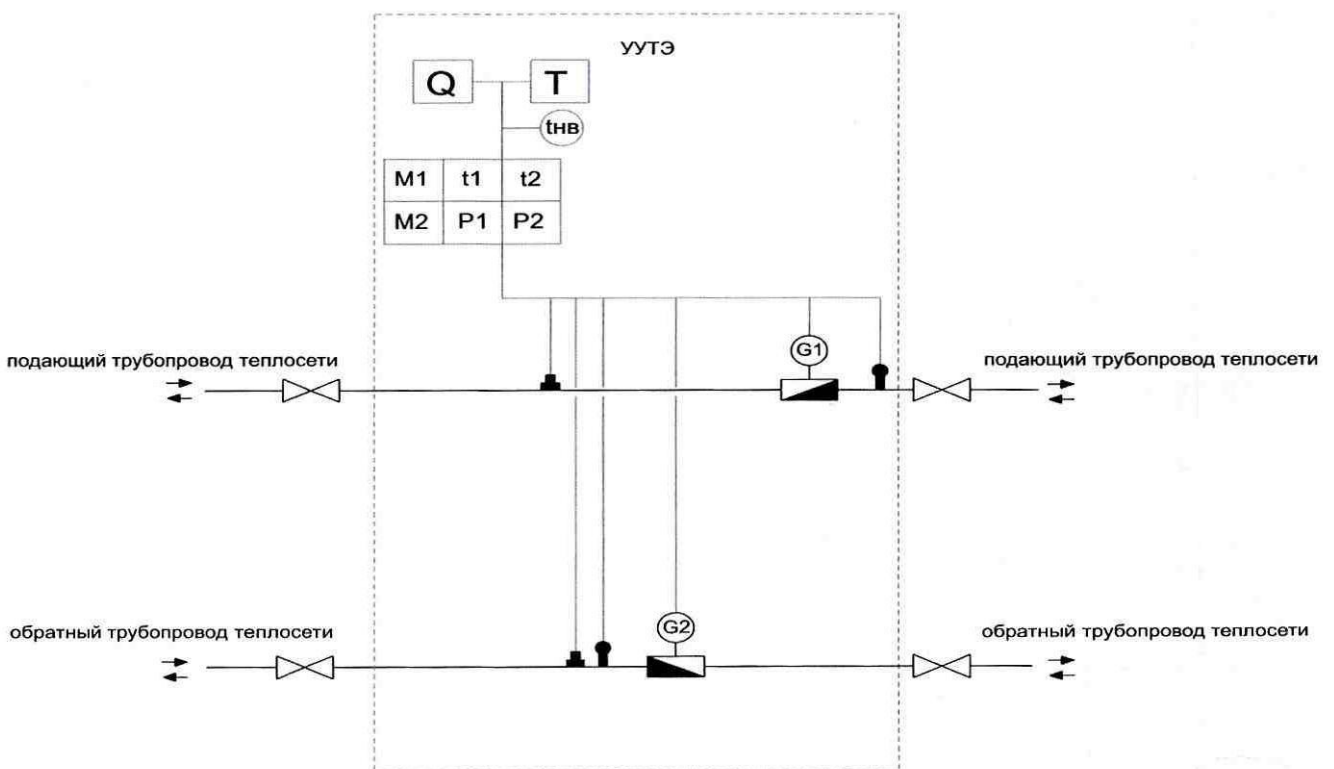 УУТЭ
Q T
tнв
M1 t1 t2
M2 P1 P2
G1
подающий трубопровод теплосети
подающий трубопровод теплосети
G2
обратный трубопровод теплосети
обратный трубопровод теплосети